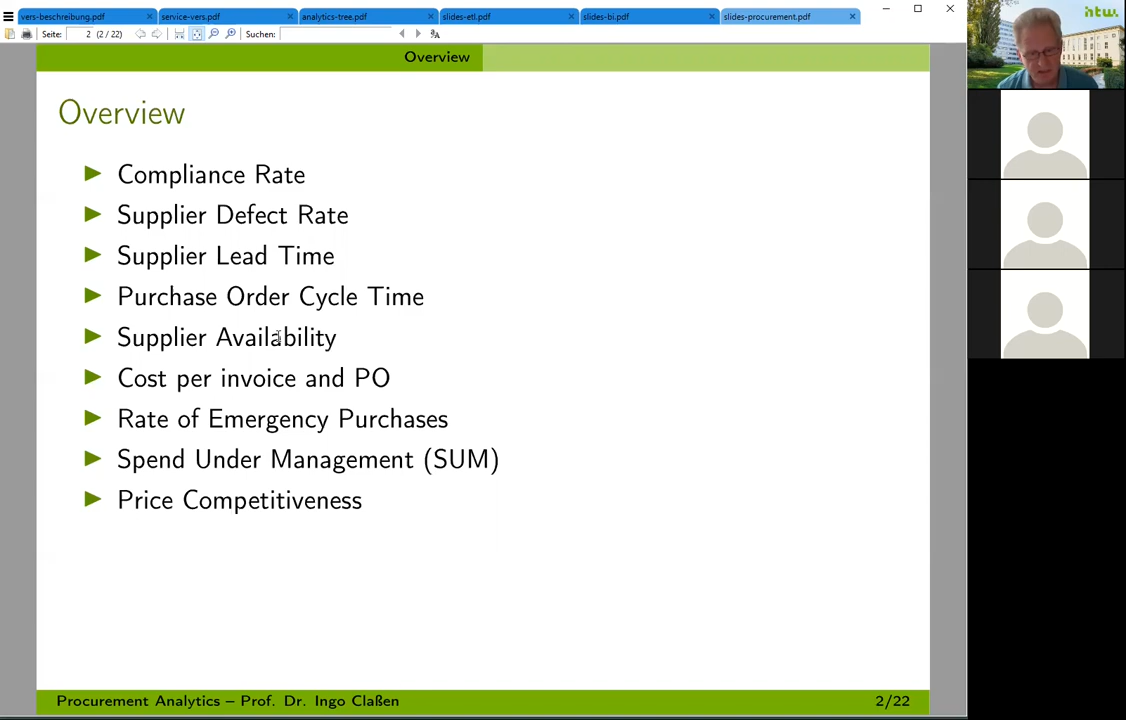 vers-beschreibung.pdf
service-vers.pdf
analytics-tree.pdf
slides-etl.pdf
slides-bi.pdf
slides-procurement.pdf
Seite: 2 (2 / 22)
Suchen:
htw
Overview
Overview
Compliance Rate
Supplier Defect Rate
Supplier Lead Time
Purchase Order Cycle Time
Supplier Availability
Cost per invoice and PO
Rate of Emergency Purchases
Spend Under Management (SUM)
Price Competitiveness
Procurement Analytics – Prof. Dr. Ingo Claßen
2/22